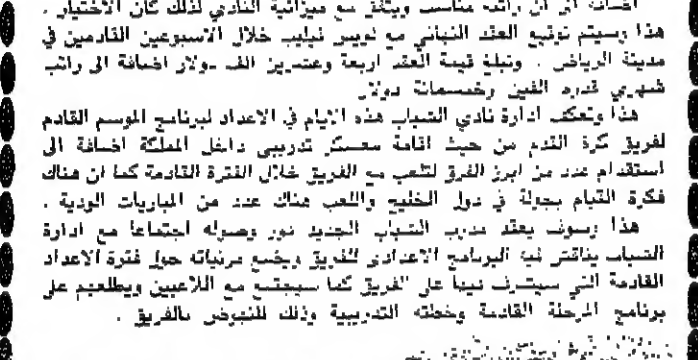 اضافة الى ان راتبه مناسب ويتفق مع ميزانية النادي لذلك كان الاختيار .
هذا وسيتم توقيع العقد النهائي مع لويس فيليب خلال الاسبوعين القادمين في
مدينة الرياض . وتبلغ قيمة العقد اربعة وعشرين الف دولار اضافة الى راتب
شهري قدره الفين وخمسمائة دولار
هذا وتعكف ادارة نادي الشباب هذه الايام في الاعداد لبرنامج الموسم القادم
لفريق كرة القدم من حيث اقامة معسكر تدريبي داخل المملكة اضافة الى
استقدام عدد من ابرز الفرق لتلعب مع الفريق خلال الفترة القادمة كما ان هناك
فكرة القيام بجولة في دول الخليج واللعب هناك عدد من المباريات الودية .
هذا وسوف يعقد مدرب الشباب الجديد فور وصوله اجتماعا مع ادارة
الشباب يناقش فيه البرنامج الاعدادي للفريق ويضع مرئياته حول فترة الاعداد
القادمة التي سيشرف فيها على الفريق كما سيجتمع مع اللاعبين ويطلعهم على
برنامج المرحلة القادمة وخطته التدريبية وذلك للنهوض بالفريق .